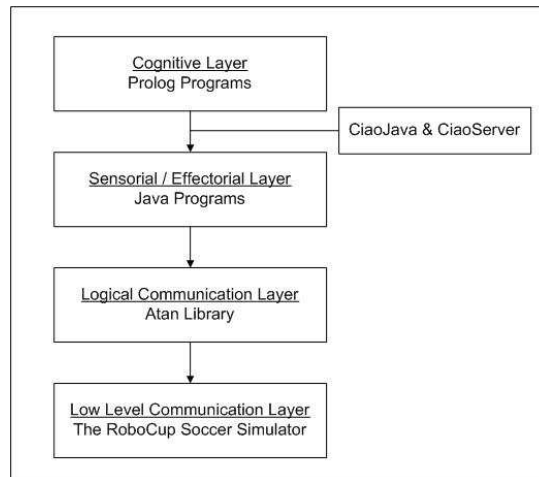 Cognitive Layer
Prolog Programs
CiaoJava & CiaoServer
Sensorial / Effectorial Layer
Java Programs
Logical Communication Layer
Atan Library
Low Level Communication Layer
The RoboCup Soccer Simulator